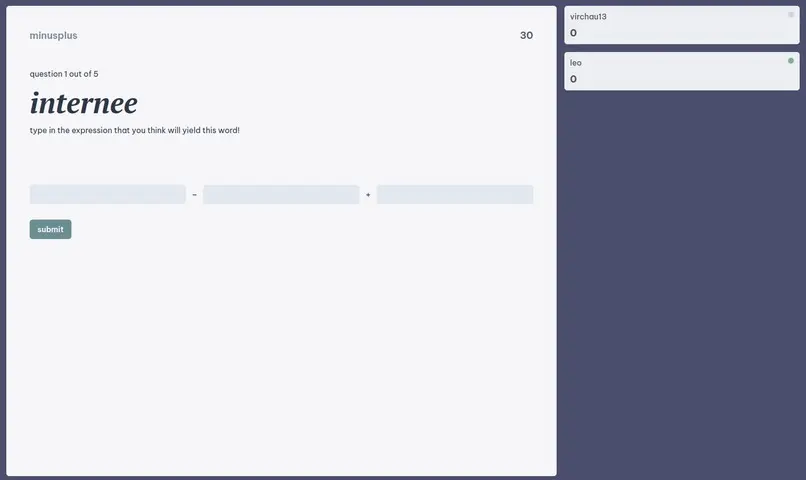 minusplus
30
question 1 out of 5
internee
type in the expression that you think will yield this word!
- +
submit
virchau13
0
leo
0